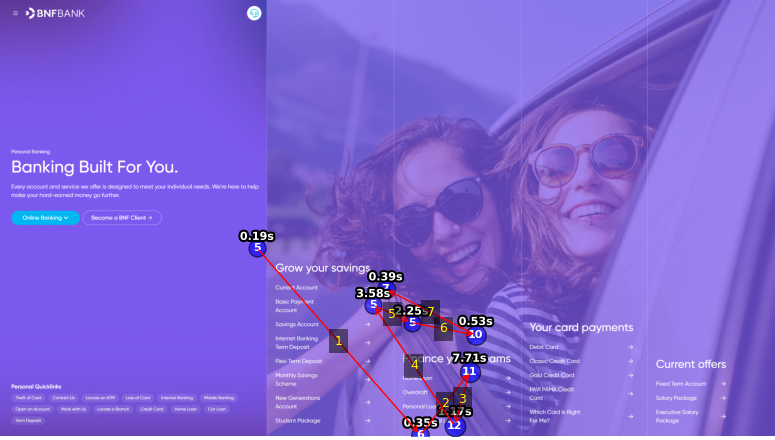 BNFBANK
Personal Banking
Banking Built For You.
Every account and service we offer is designed to meet your individual needs. We're here to help
make your hard-earned money go further.
Online Banking
Become a BNF Client →
0.19s
5
Grow your savings
Current Account
Basic Payment
Account
Savings Account →
Internet Banking
Term Deposit
Flexi Term Deposit →
Monthly Savings
Scheme →
New Generations
Account →
Student Package →
1
0.39s
7
3.58s
5
5
2.25s
5
7
6
0.53s
10
4
7.71s
11
Home Loan
Overdraft →
Personal
2
3
12
0.35s
6
Your card payments
Debit Card →
Classic Credit Card →
Gold Credit Card →
PAVI PAMA Credit
Card →
Which Card Is Right
For Me? →
Current offers
Fixed Term Account →
Salary Package →
Executive Salary
Package →
Personal Quicklinks
Theft of Card Contact Us Locate an ATM Loss of Card Internet Banking Mobile Banking
Open an Account Work with Us Locate a Branch Credit Card Home Loan Car Loan
Term Deposit